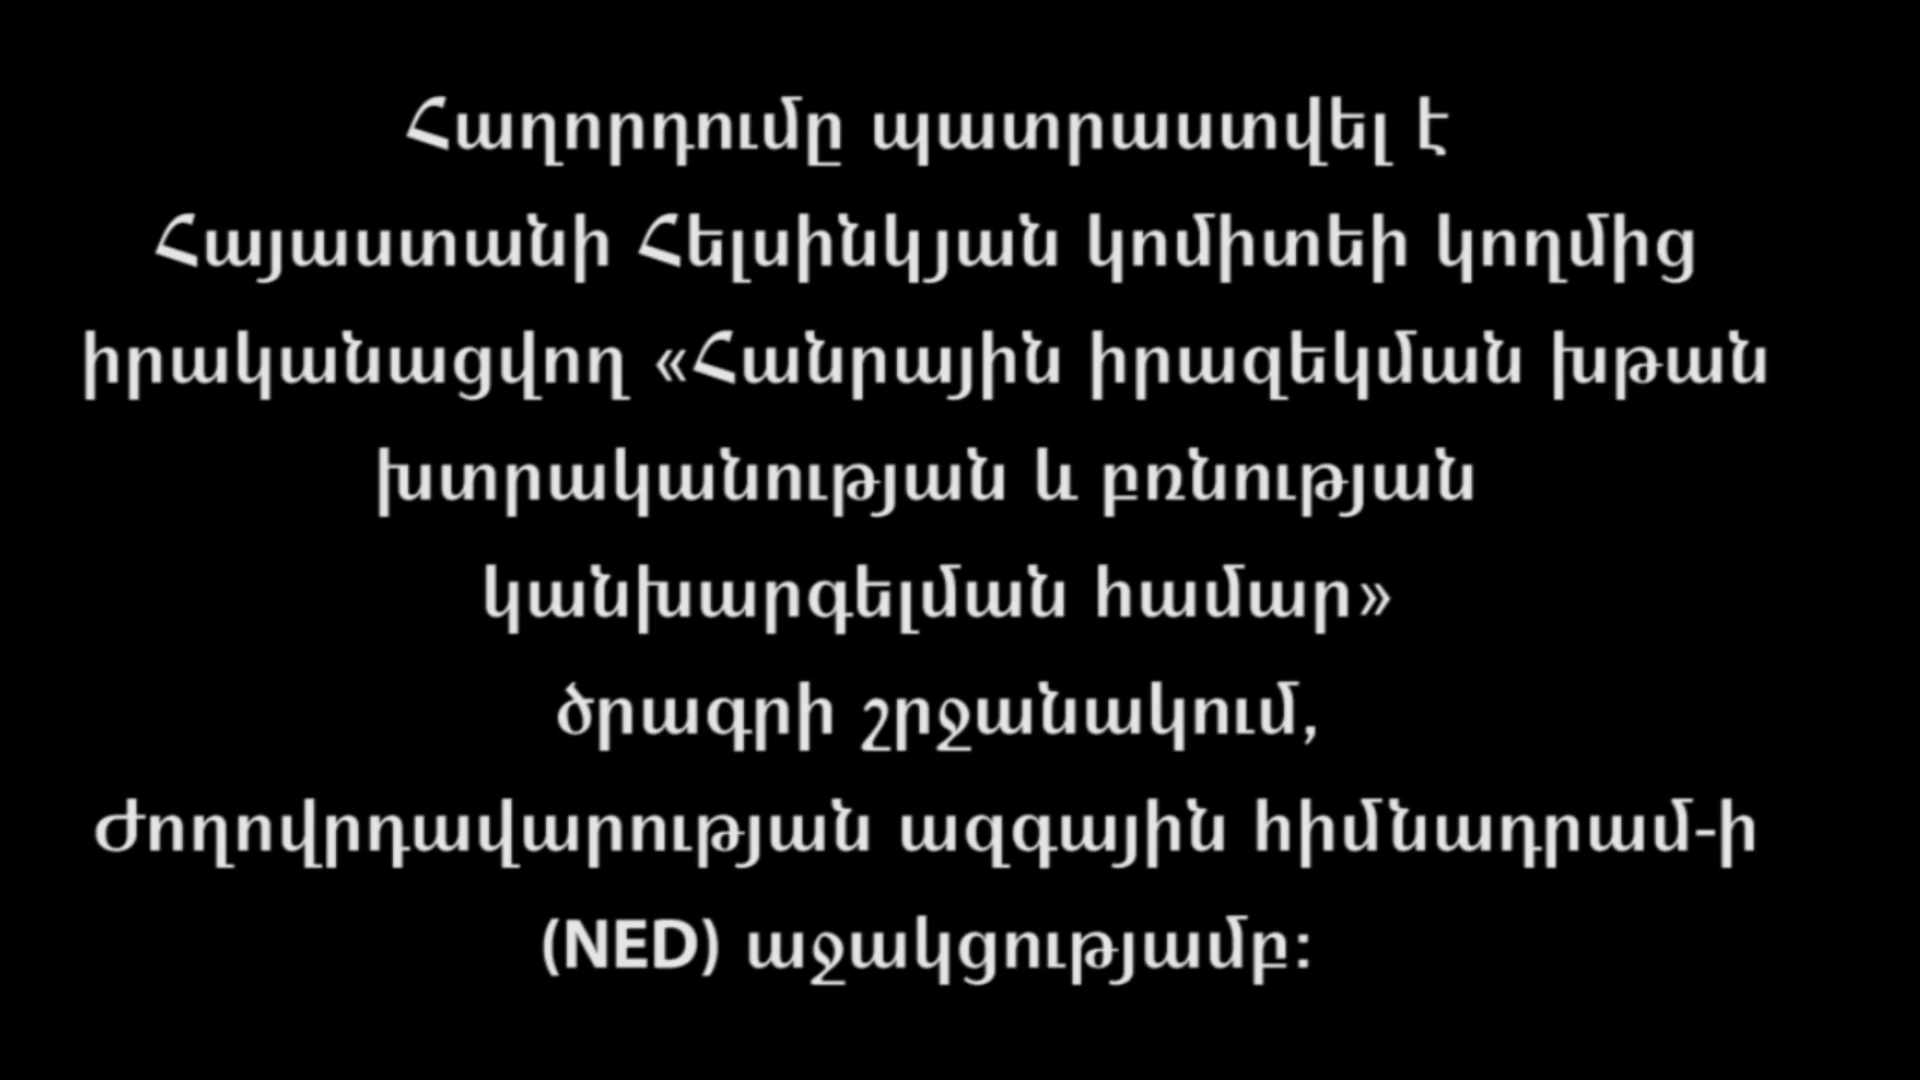 Հաղորդումը պատրաստվել է
Հայաստանի Հելսինկյան կոմիտեի կողմից
իրականացվող «Հանրային իրազեկման խթան
խտրականության և բռնության
կանխարգելման համար»
ծրագրի շրջանակում,
Ժողովրդավարության ազգային հիմնադրամ-ի
(NED) աջակցությամբ: